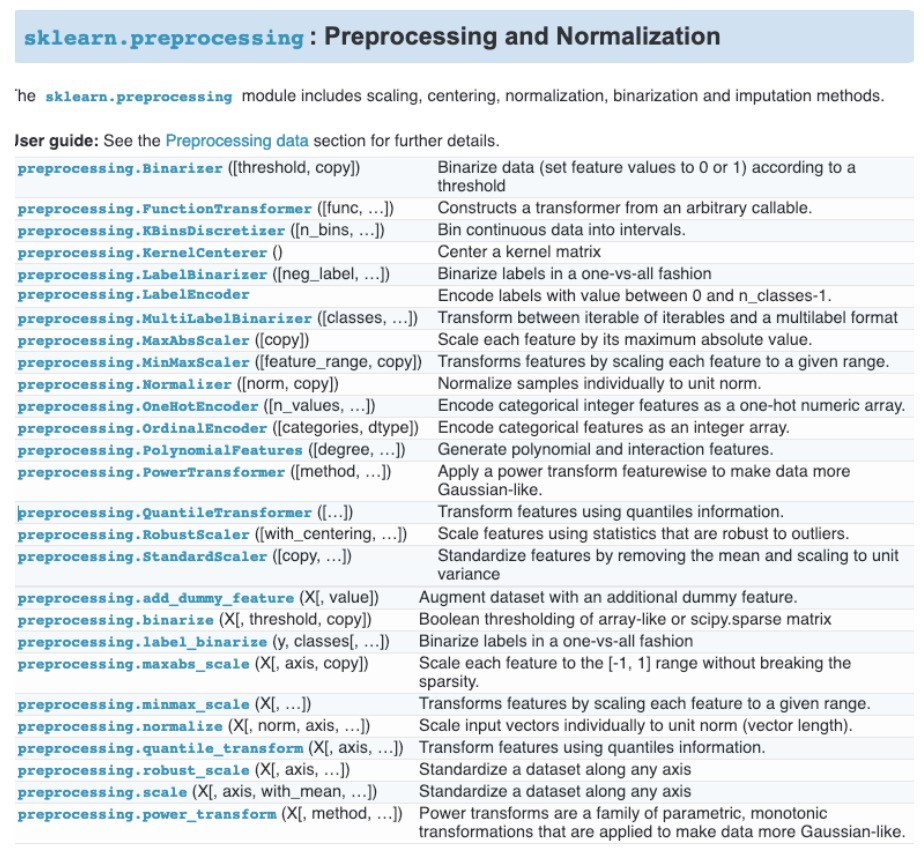 sklearn.preprocessing: Preprocessing and Normalization
he sklearn.preprocessing module includes scaling, centering, normalization, binarization and imputation methods.
Jser guide: See the Preprocessing data section for further details.
preprocessing.Binarizer ([threshold, copy]) Binarize data (set feature values to 0 or 1) according to a
threshold
preprocessing.FunctionTransformer ([func, …]) Constructs a transformer from an arbitrary callable.
preprocessing.KBinsDiscretizer ([n_bins, …]) Bin continuous data into intervals.
preprocessing.KernelCenterer () Center a kernel matrix
preprocessing.LabelBinarizer ([neg_label, …]) Binarize labels in a one-vs-all fashion
preprocessing.LabelEncoder Encode labels with value between 0 and n_classes-1.
preprocessing.MultiLabelBinarizer ([classes, …]) Transform between iterable of iterables and a multilabel format
preprocessing.MaxAbsScaler ([copy]) Scale each feature by its maximum absolute value.
preprocessing.MinMaxScaler ([feature_range, copy]) Transforms features by scaling each feature to a given range.
preprocessing.Normalizer ([norm, copy]) Normalize samples individually to unit norm.
preprocessing.OneHotEncoder ([n_values, …]) Encode categorical integer features as a one-hot numeric array.
preprocessing.OrdinalEncoder ([categories, dtype]) Encode categorical features as an integer array.
preprocessing.PolynomialFeatures ([degree, …]) Generate polynomial and interaction features.
preprocessing.PowerTransformer ([method, …]) Apply a power transform featurewise to make data more
Gaussian-like.
preprocessing.QuantileTransformer ([…]) Transform features using quantiles information.
preprocessing.RobustScaler ([with_centering, …]) Scale features using statistics that are robust to outliers.
preprocessing.StandardScaler ([copy, …]) Standardize features by removing the mean and scaling to unit
variance
preprocessing.add_dummy_feature (X[, value]) Augment dataset with an additional dummy feature.
preprocessing.binarize (X[, threshold, copy]) Boolean thresholding of array-like or scipy.sparse matrix
preprocessing.label_binarize (y, classes[, …]) Binarize labels in a one-vs-all fashion
preprocessing.maxabs_scale (X[, axis, copy]) Scale each feature to the [-1, 1] range without breaking the
sparsity.
preprocessing.minmax_scale (X[, …]) Transforms features by scaling each feature to a given range.
preprocessing.normalize (X[, norm, axis, …]) Scale input vectors individually to unit norm (vector length).
preprocessing.quantile_transform (X[, axis, …]) Transform features using quantiles information.
preprocessing.robust_scale (X[, axis, …]) Standardize a dataset along any axis
preprocessing.scale (X[, axis, with_mean, …]) Standardize a dataset along any axis
preprocessing.power_transform (X[, method, …]) Power transforms are a family of parametric, monotonic
transformations that are applied to make data more Gaussian-like.